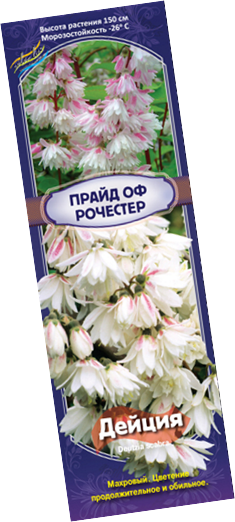 Высота растения 150 см
Морозостойкость -26° С
ПРАЙД ОФ
РОЧЕСТЕР
Дейция
Махровый. Цветение
продолжительное и обильное.